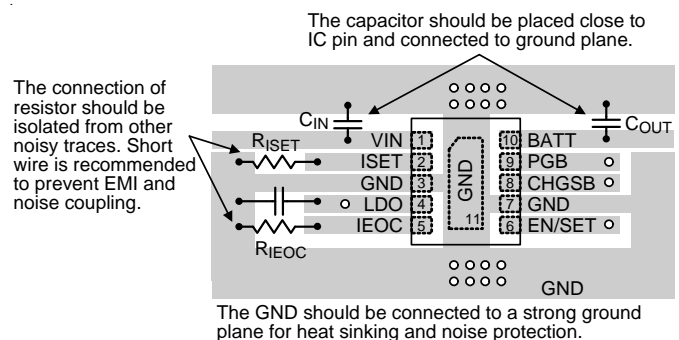 The capacitor should be placed close to
IC pin and connected to ground plane.
The connection of
resistor should be
isolated from other
noisy traces. Short
wire is recommended
to prevent EMI and
noise coupling.
CIN
COUT
RISET
VIN 1
ISET 2
GND 3
LDO 4
IEOC 5
GND
11
10 BATT
9 PGB
8 CHGSB
7 GND
6 EN/SET
RIEOC
GND
The GND should be connected to a strong ground
plane for heat sinking and noise protection.